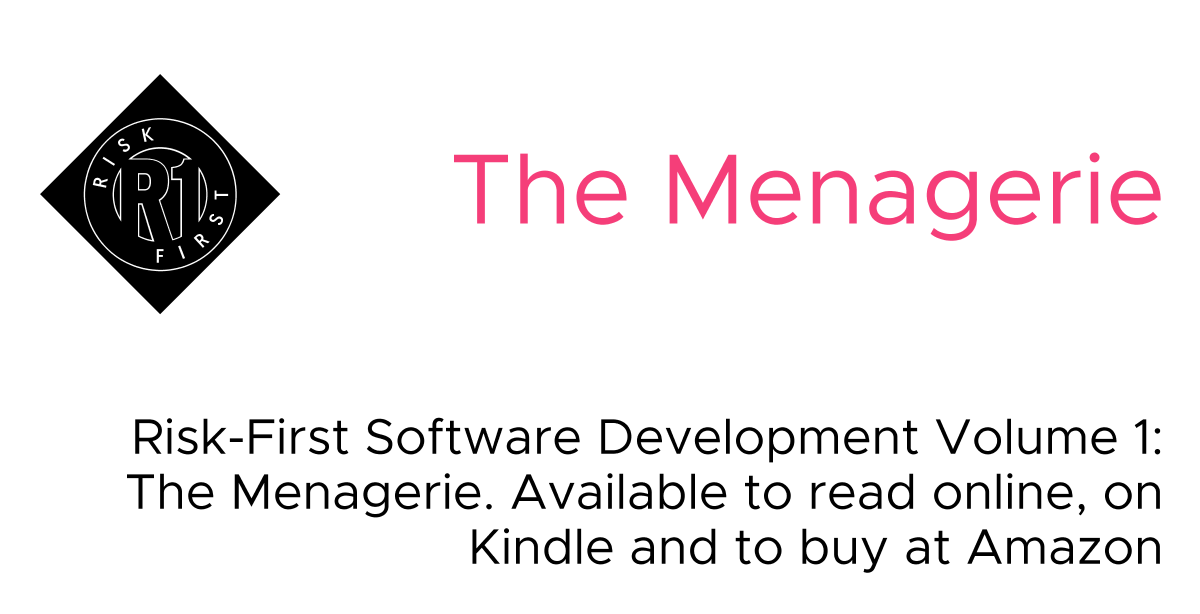 RISK
R1
FIRST
The Menagerie
Risk-First Software Development Volume 1:
The Menagerie. Available to read online, on
Kindle and to buy at Amazon